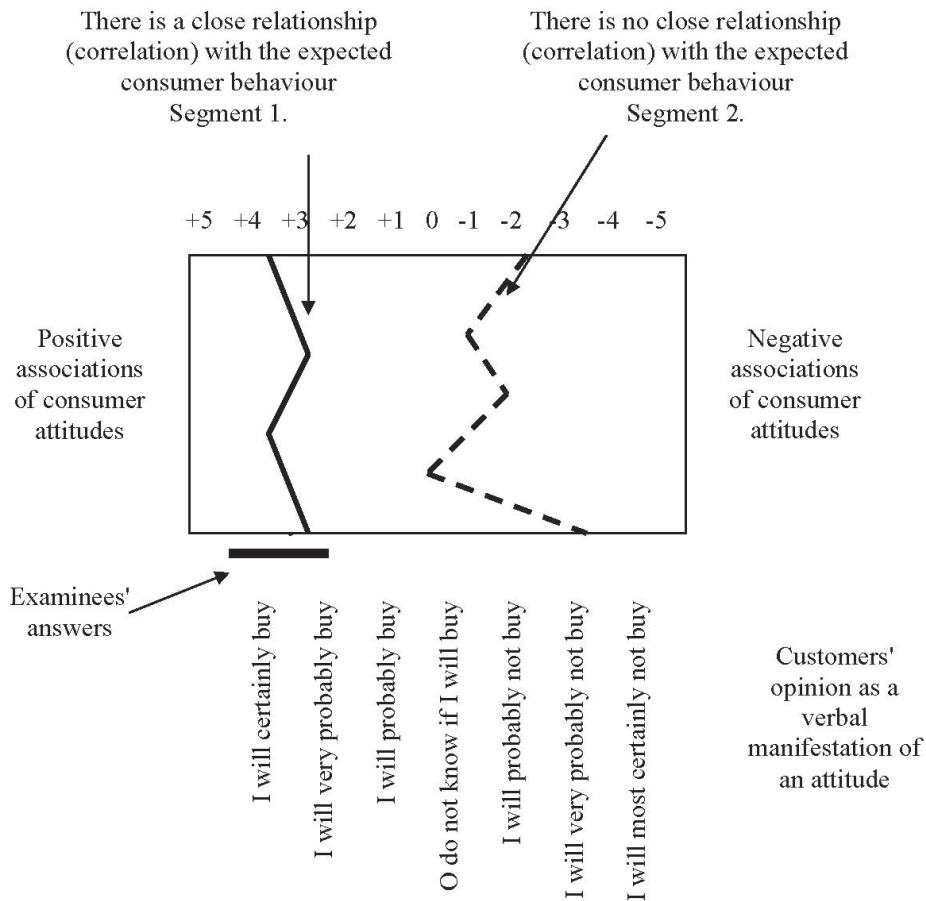 There is a close relationship
(correlation) with the expected
consumer behaviour
Segment 1.
There is no close relationship
(correlation) with the expected
consumer behaviour
Segment 2.
+5 +4 +3 +2 +1 0 -1 -2 -3 -4 -5
Positive
associations
of consumer
attitudes
Negative
associations
of consumer
attitudes
Examinees'
answers
I will certainly buy
I will very probably buy
I will probably buy
O do not know if I will buy
I will probably not buy
I will very probably not buy
I will most certainly not buy
Customers'
opinion as a
verbal
manifestation of
an attitude